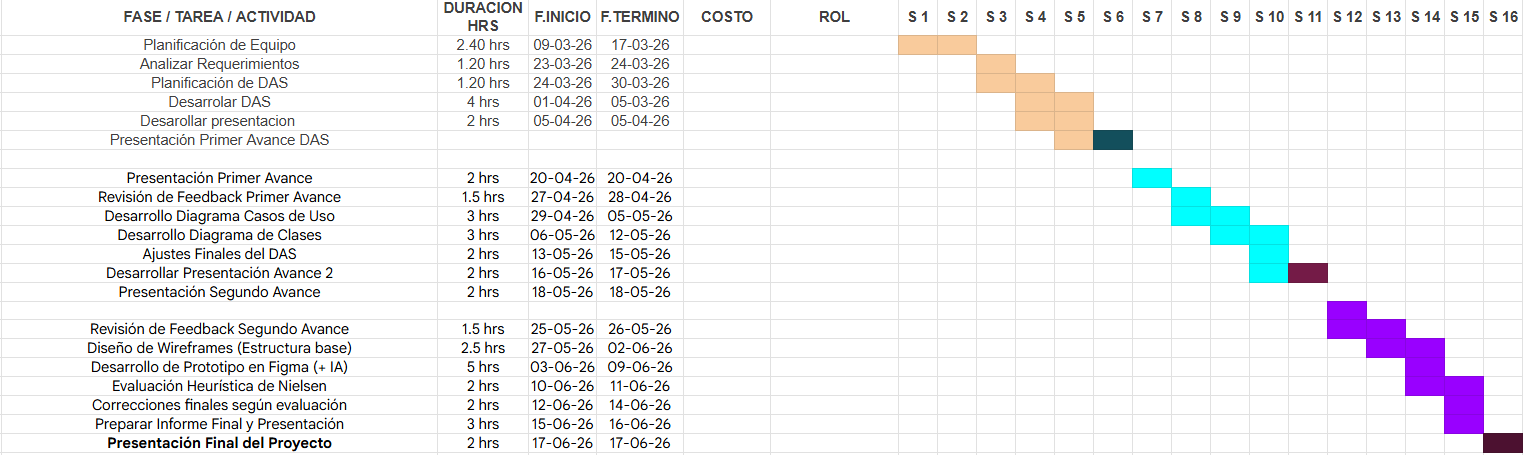 FASE / TAREA / ACTIVIDAD DURACION HRS F.INICIO F.TERMINO COSTO ROL S 1 S 2 S 3 S 4 S 5 S 6 S 7 S 8 S 9 S 10 S 11 S 12 S 13 S 14 S 15 S 16
Planificación de Equipo 2.40 hrs 09-03-26 17-03-26
Analizar Requerimientos 1.20 hrs 23-03-26 24-03-26
Planificación de DAS 1.20 hrs 24-03-26 30-03-26
Desarrolar DAS 4 hrs 01-04-26 05-03-26
Desarollar presentacion 2 hrs 05-04-26 05-04-26
Presentación Primer Avance DAS
Presentación Primer Avance 2 hrs 20-04-26 20-04-26
Revisión de Feedback Primer Avance 1.5 hrs 27-04-26 28-04-26
Desarrollo Diagrama Casos de Uso 3 hrs 29-04-26 05-05-26
Desarrollo Diagrama de Clases 3 hrs 06-05-26 12-05-26
Ajustes Finales del DAS 2 hrs 13-05-26 15-05-26
Desarrollar Presentación Avance 2 2 hrs 16-05-26 17-05-26
Presentación Segundo Avance 2 hrs 18-05-26 18-05-26
Revisión de Feedback Segundo Avance 1.5 hrs 25-05-26 26-05-26
Diseño de Wireframes (Estructura base) 2.5 hrs 27-05-26 02-06-26
Desarrollo de Prototipo en Figma (+ IA) 5 hrs 03-06-26 09-06-26
Evaluación Heurística de Nielsen 2 hrs 10-06-26 11-06-26
Correcciones finales según evaluación 2 hrs 12-06-26 14-06-26
Preparar Informe Final y Presentación 3 hrs 15-06-26 16-06-26
Presentación Final del Proyecto 2 hrs 17-06-26 17-06-26